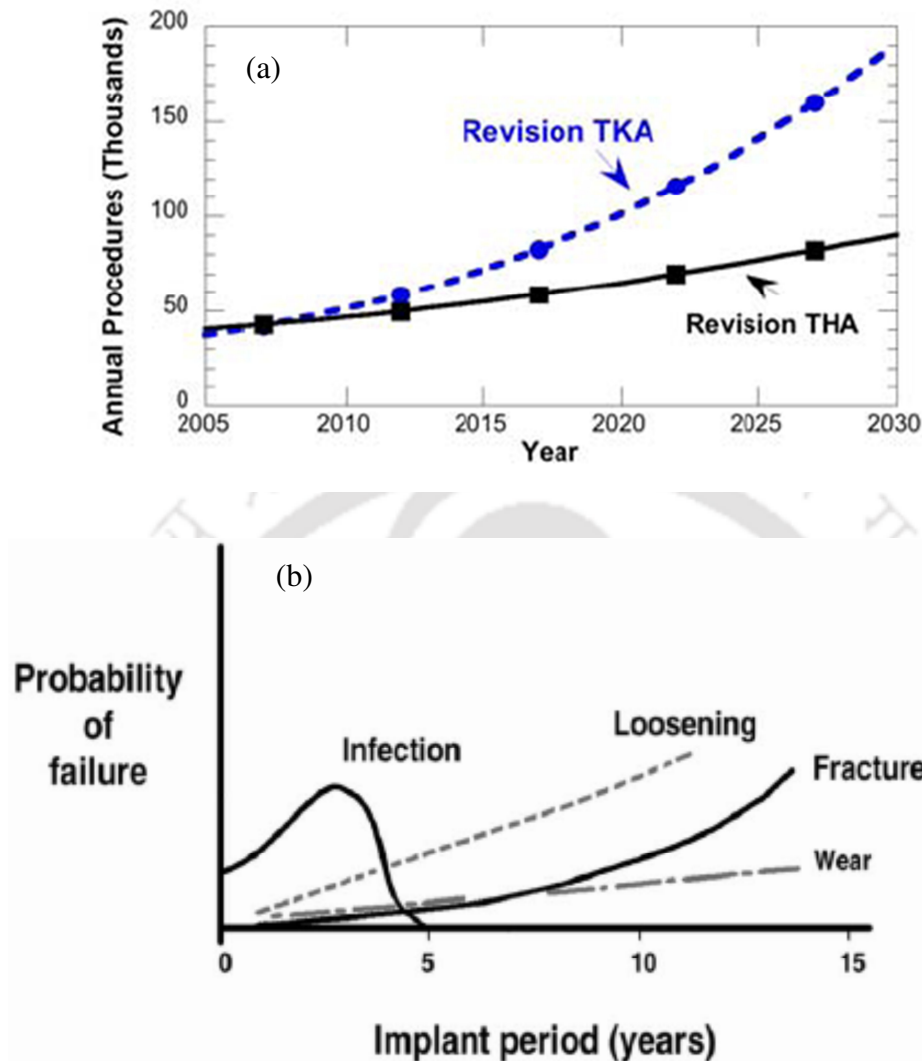 200
(a)
Annual Procedures (Thousands)
150
Revision TKA
100
50
Revision THA
0
2005 2010 2015 2020 2025 2030
Year
(b)
Probability
of
failure
Infection
Loosening
Fracture
Wear
0 5 10 15
Implant period (years)